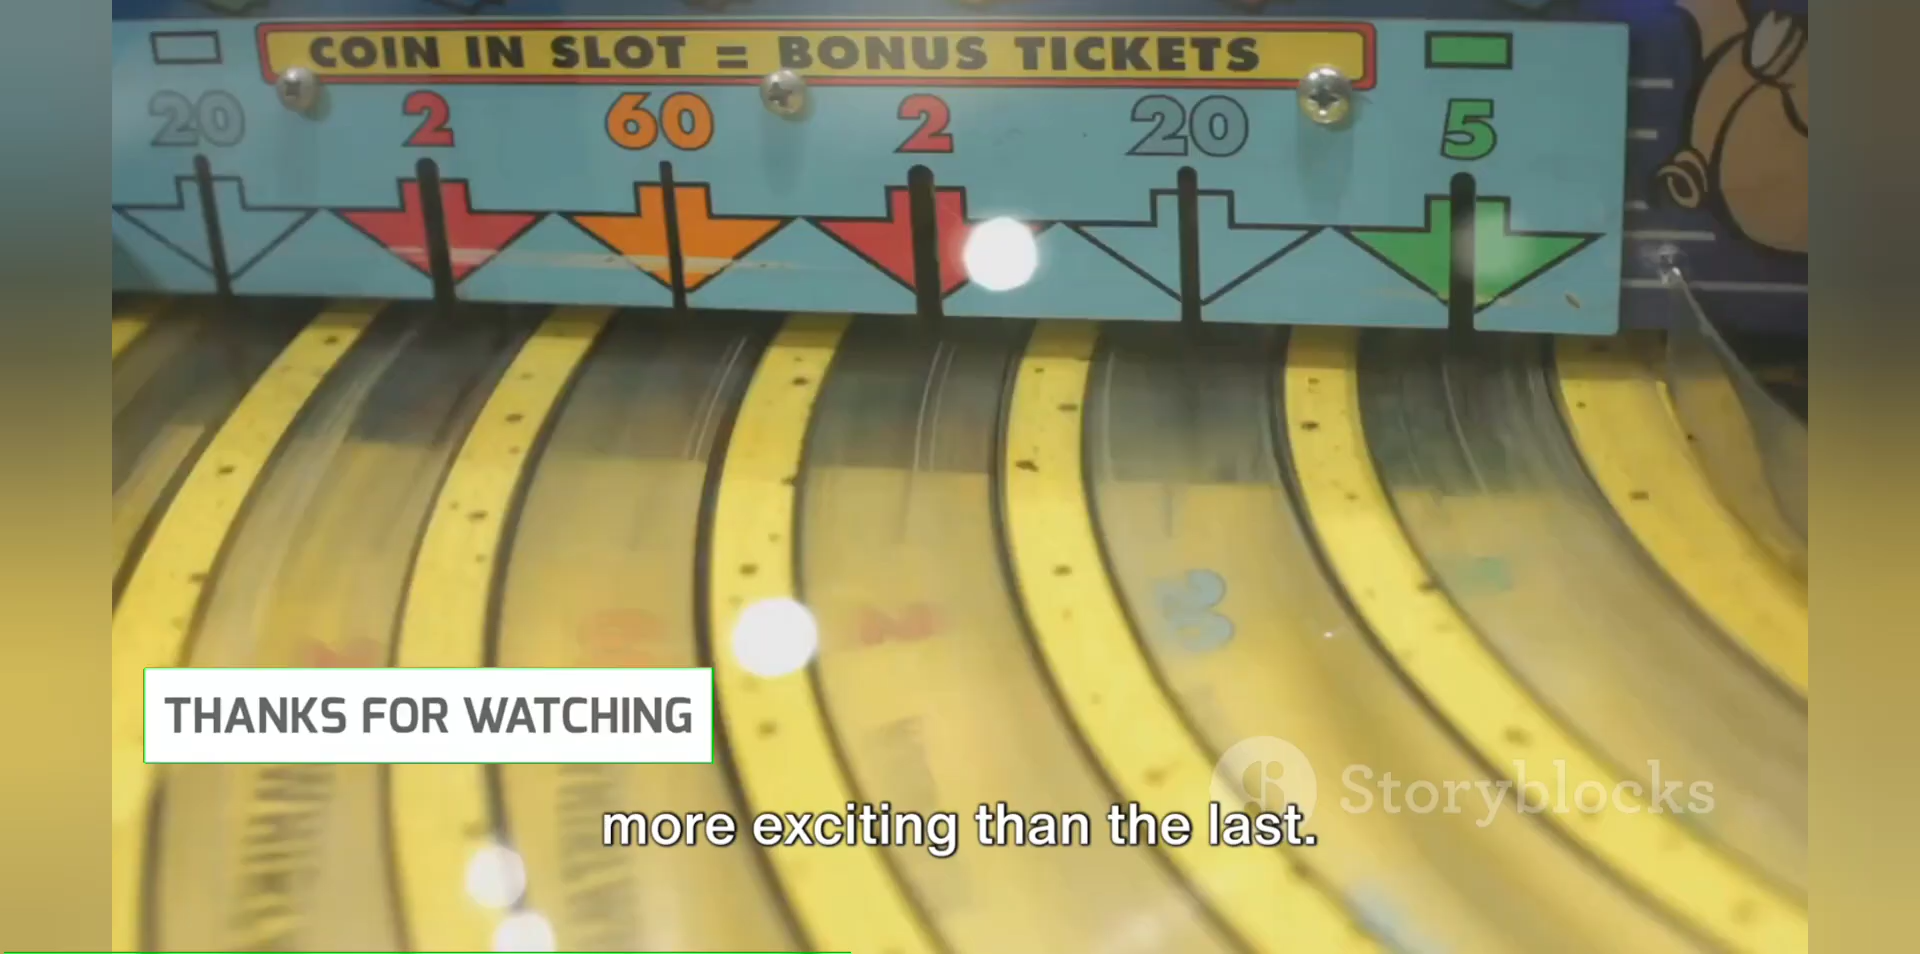 COIN IN SLOT = BONUS TICKETS
20 2 60 2 20 5
THANKS FOR WATCHING
Storyblocks
more exciting than the last.